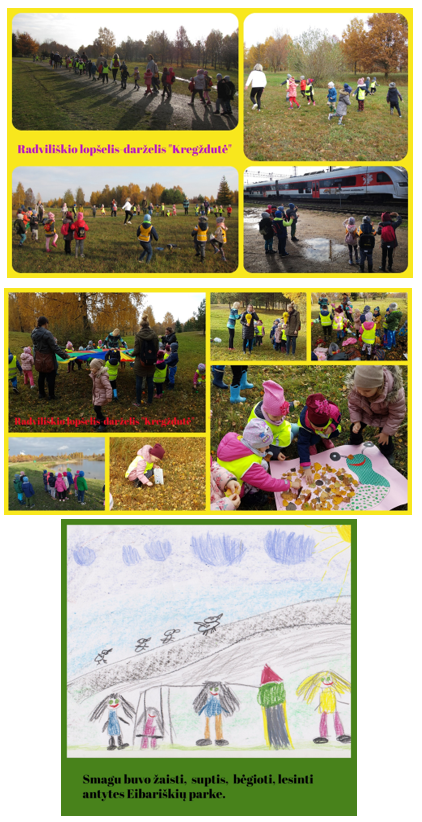 Radviliškio lopšelis-darželis "Kregždutė"
Radviliškio lopšelis-darželis "Kregždutė"
Smagu buvo žaisti, suptis, bėgioti, lesinti
antytes Eibariškių parke.